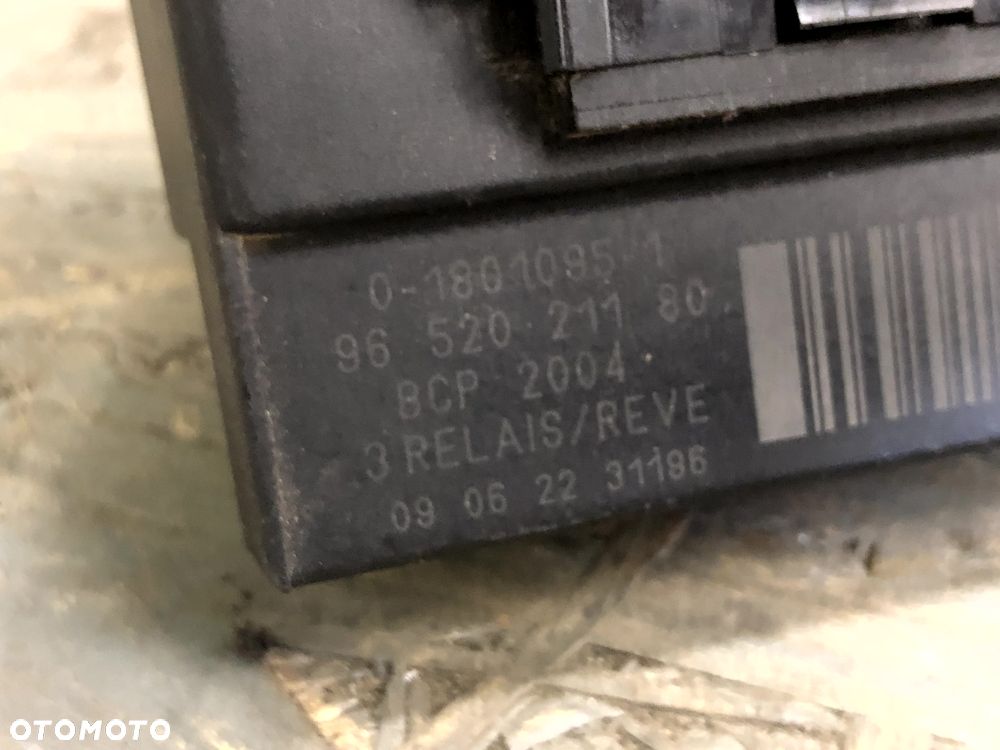 0-1801095-1
96 520 211 80
BCP 2004
3 RELAIS/REVE
09 06 22 31186
OTOMOTO